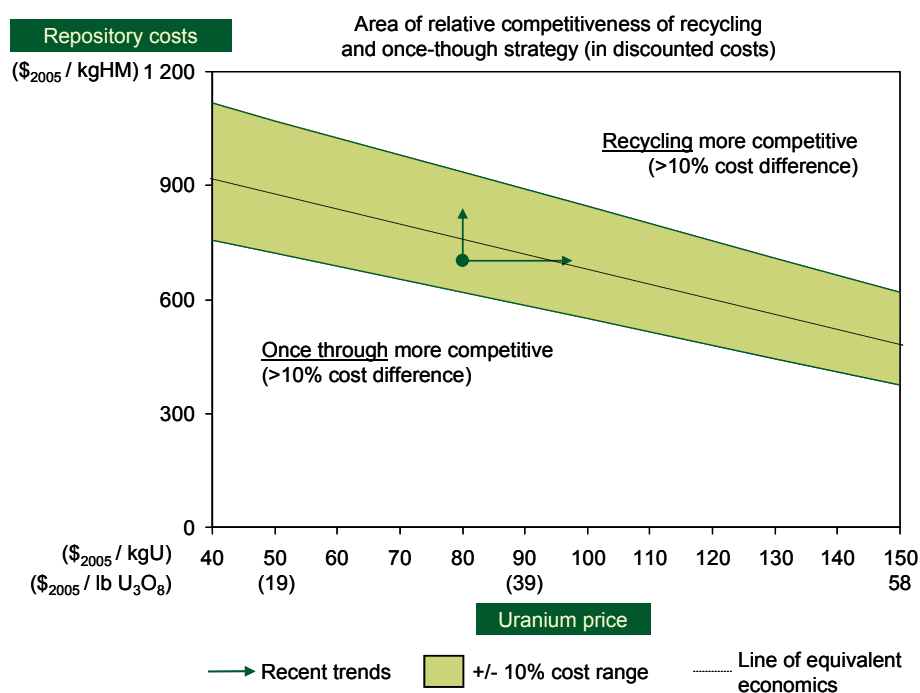 Repository costs
Area of relative competitiveness of recycling
and once-though strategy (in discounted costs)
($2005 / kgHM)
1 200
900
600
300
0
Recycling more competitive
(>10% cost difference)
Once through more competitive
(>10% cost difference)
($2005 / kgU)
40 50 60 70 80 90 100 110 120 130 140 150
($2005 / lb U3O8)
(19) (39) 58
Uranium price
Recent trends
+/- 10% cost range
Line of equivalent
economics